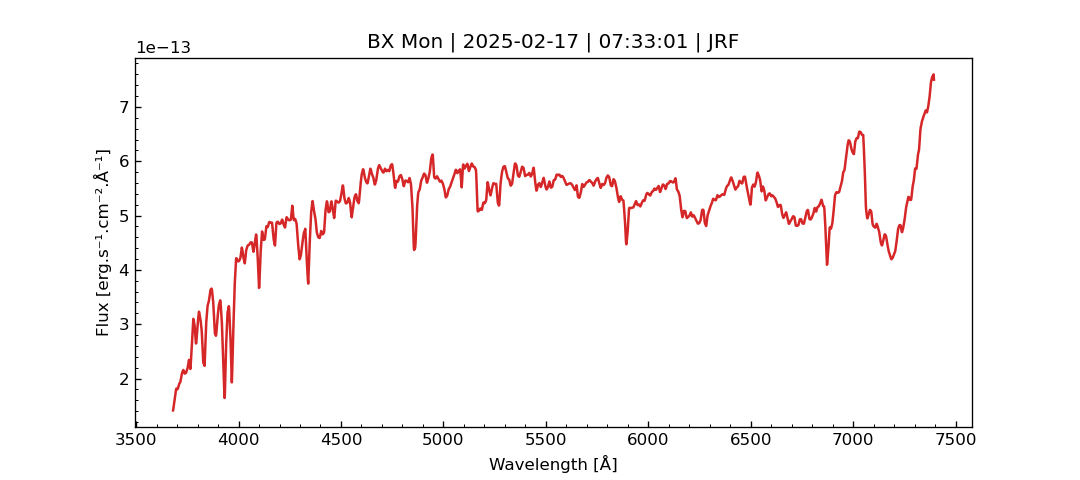 BX Mon | 2025-02-17 | 07:33:01 | JRF
1e−13
7
6
5
4
3
2
Flux [erg.s⁻¹.cm⁻².Å⁻¹]
3500 4000 4500 5000 5500 6000 6500 7000 7500
Wavelength [Å]